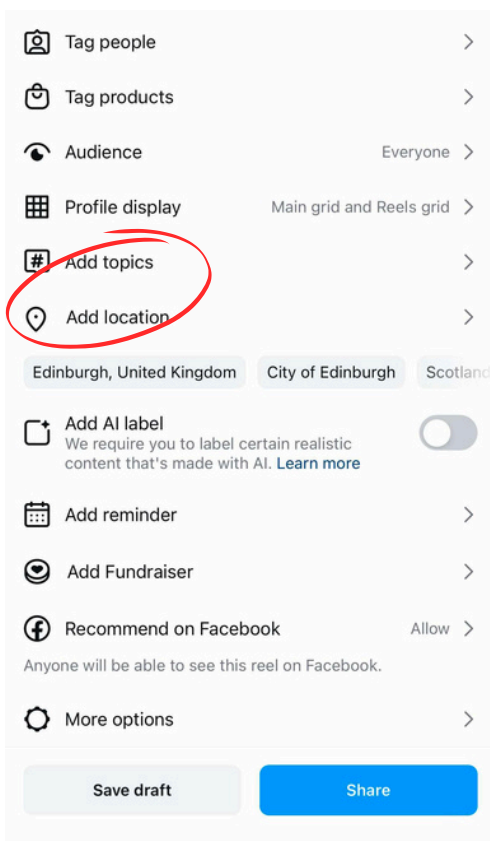 Tag people
Tag products
Audience
Everyone
Profile display
Main grid and Reels grid
#
Add topics
Add location
Edinburgh, United Kingdom
City of Edinburgh
Scotland
Add AI label
We require you to label certain realistic
content that's made with AI. Learn more
Add reminder
Add Fundraiser
Recommend on Facebook
Allow
Anyone will be able to see this reel on Facebook.
More options
Save draft
Share